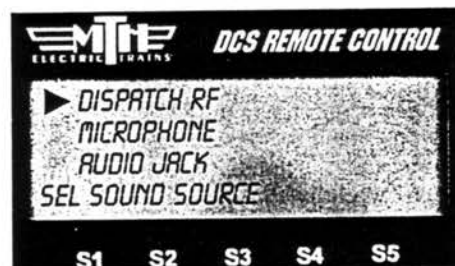 MTH
ELECTRIC TRAINS
DCS REMOTE CONTROL
DISPATCH RF
MICROPHONE
AUDIO JACK
SEL SOUND SOURCE
S1 S2 S3 S4 S5